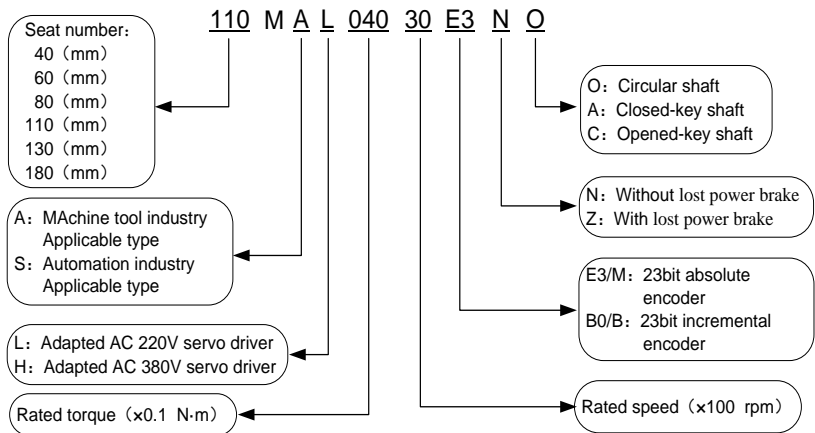 110 M A L 040 30 E3 N O
Seat number：
40（mm）
60（mm）
80（mm）
110（mm）
130（mm）
180（mm）
A：MAchine tool industry
Applicable type
S：Automation industry
Applicable type
L：Adapted AC 220V servo driver
H：Adapted AC 380V servo driver
Rated torque（×0.1 N·m）
O：Circular shaft
A：Closed-key shaft
C：Opened-key shaft
N：Without lost power brake
Z：With lost power brake
E3/M：23bit absolute
encoder
B0/B：23bit incremental
encoder
Rated speed（×100 rpm）